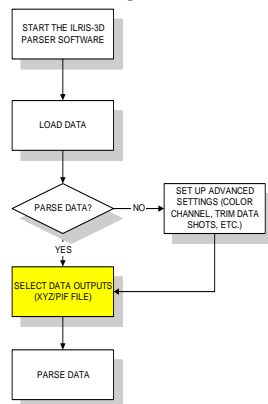 START THE ILRIS-3D
PARSER SOFTWARE
LOAD DATA
PARSE DATA?
NO
SET UP ADVANCED
SETTINGS (COLOR
CHANNEL, TRIM DATA
SHOTS, ETC.)
YES
SELECT DATA OUTPUTS
(XYZ/PIF FILE)
PARSE DATA